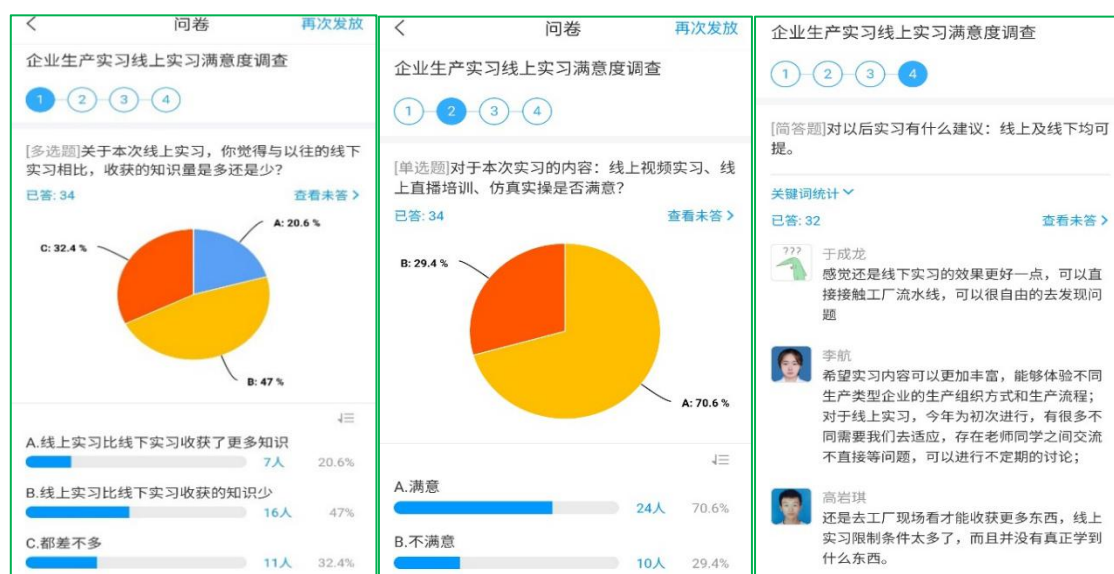 问卷
再次发放
企业生产实习线上实习满意度调查
1 2 3 4
[多选题]关于本次线上实习，你觉得与以往的线下
实习相比，收获的知识量是多还是少？
已答: 34
查看未答
A: 20.6 %
C: 32.4 %
B: 47 %
A.线上实习比线下实习收获了更多知识
7人 20.6%
B.线上实习比线下实习收获的知识少
16人 47%
C.都差不多
11人 32.4%
问卷
再次发放
企业生产实习线上实习满意度调查
1 2 3 4
[单选题]对于本次实习的内容：线上视频实习、线
上直播培训、仿真实操是否满意？
已答: 34
查看未答
B: 29.4 %
A: 70.6 %
A.满意
24人 70.6%
B.不满意
10人 29.4%
企业生产实习线上实习满意度调查
1 2 3 4
[简答题]对以后实习有什么建议：线上及线下均可
提。
关键词统计
已答: 32
查看未答
???
于成龙
感觉还是线下实习的效果更好一点，可以直
接接触工厂流水线，可以很自由的去发现问
题
李航
希望实习内容可以更加丰富，能够体验不同
生产类型企业的生产组织方式和生产流程；
对于线上实习，今年为初次进行，有很多不
同需要我们去适应，存在老师同学之间交流
不直接等问题，可以进行不定期的讨论；
高岩琪
还是去工厂现场看才能收获更多东西，线上
实习限制条件太多了，而且并没有真正学到
什么东西。